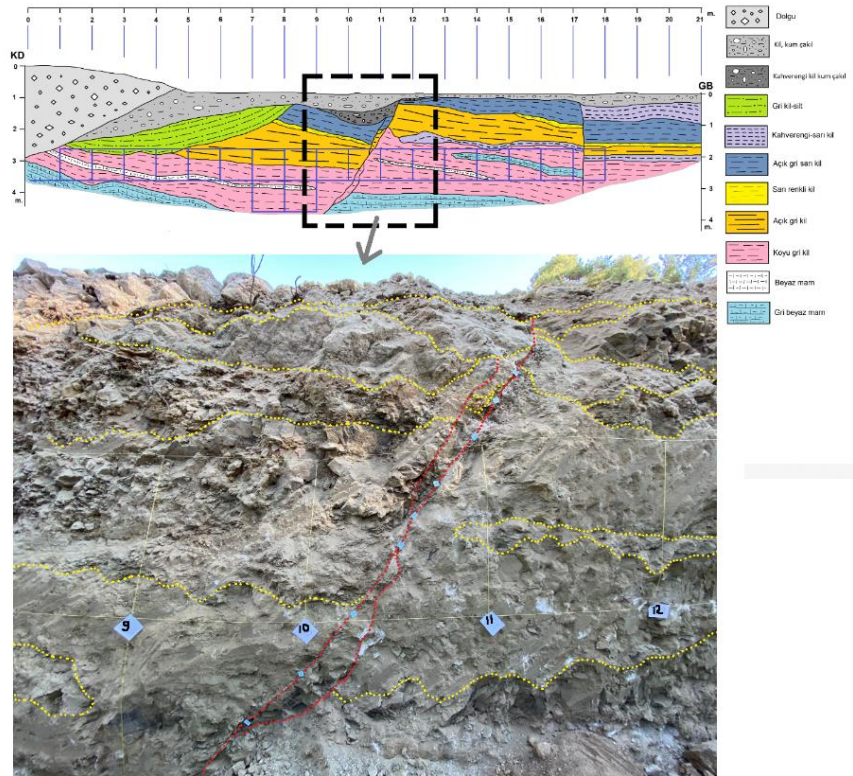 0 1 2 3 4 5 6 7 8 9 10 11 12 13 14 15 16 17 18 19 20 21
m. m.
KD
GB
0
1
2
3
4
m.
0
1
2
3
4
m.
Dolgu
Kil, kum çakıl
Kahverengi kil kum çakıl
Gri kil-silt
Kahverengi-sarı kil
Açık gri sarı kil
Sarı renkli kil
Açık gri kil
Koyu gri kil
Beyaz marn
Gri beyaz marn
9 10 11 12